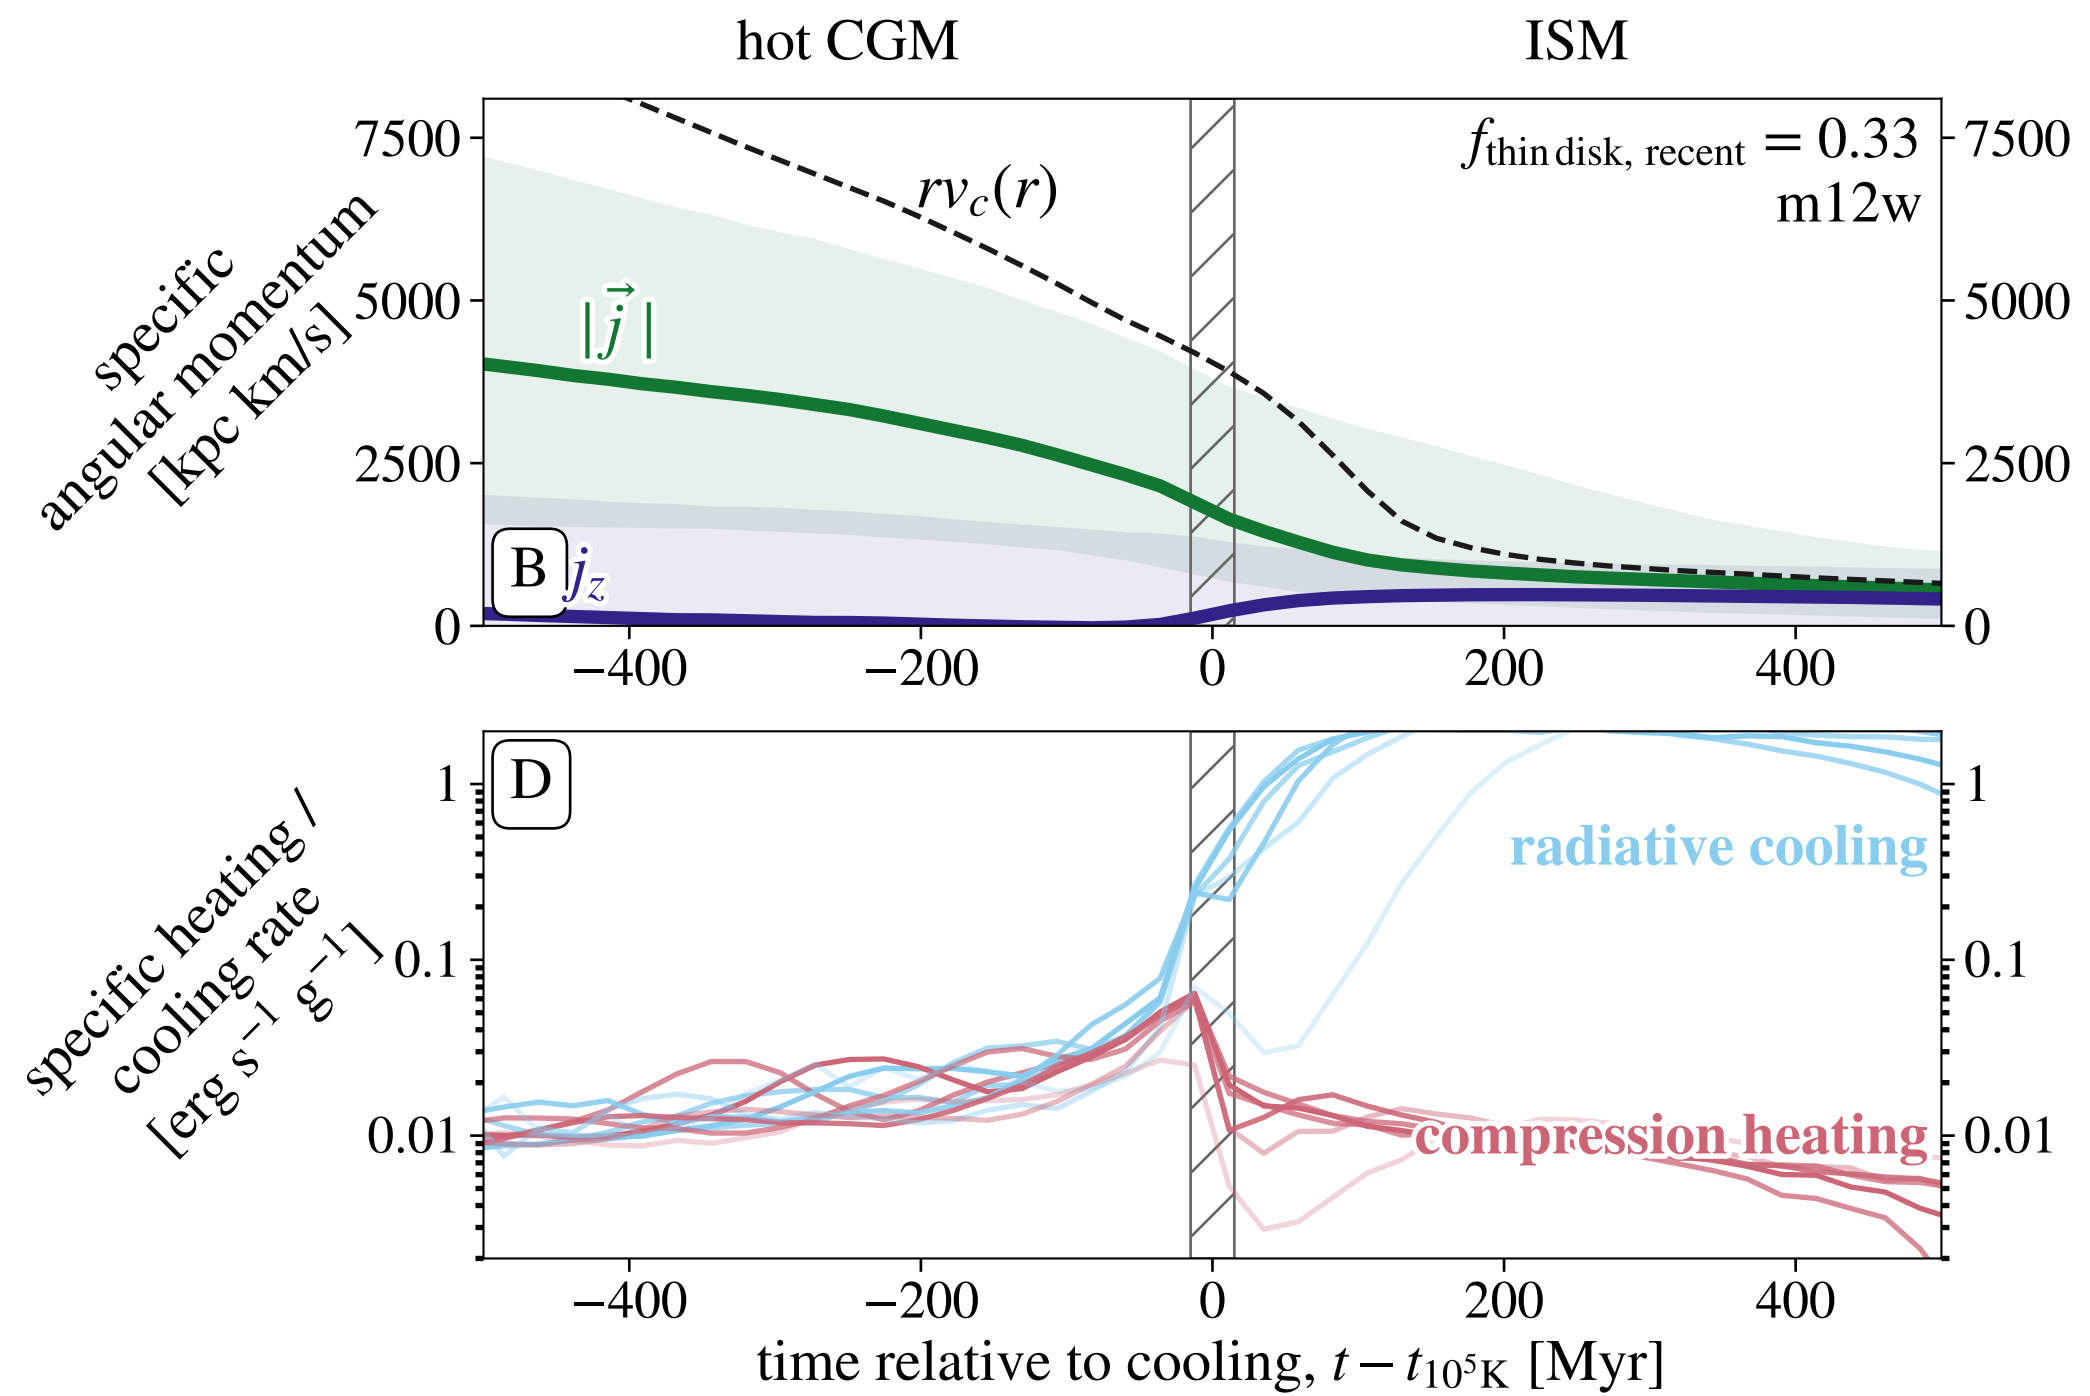 hot CGM
ISM
7500
5000
2500
0
specific
angular momentum
[kpc km/s]
rv_c(r)
|j⃗|
B
j_z
f_thin disk, recent = 0.33
m12w
7500
5000
2500
0
−400
−200
0
200
400
D
1
0.1
0.01
specific heating /
cooling rate
[erg s⁻¹ g⁻¹]
radiative cooling
compression heating
1
0.1
0.01
−400
−200
0
200
400
time relative to cooling, t − t_10⁵K [Myr]